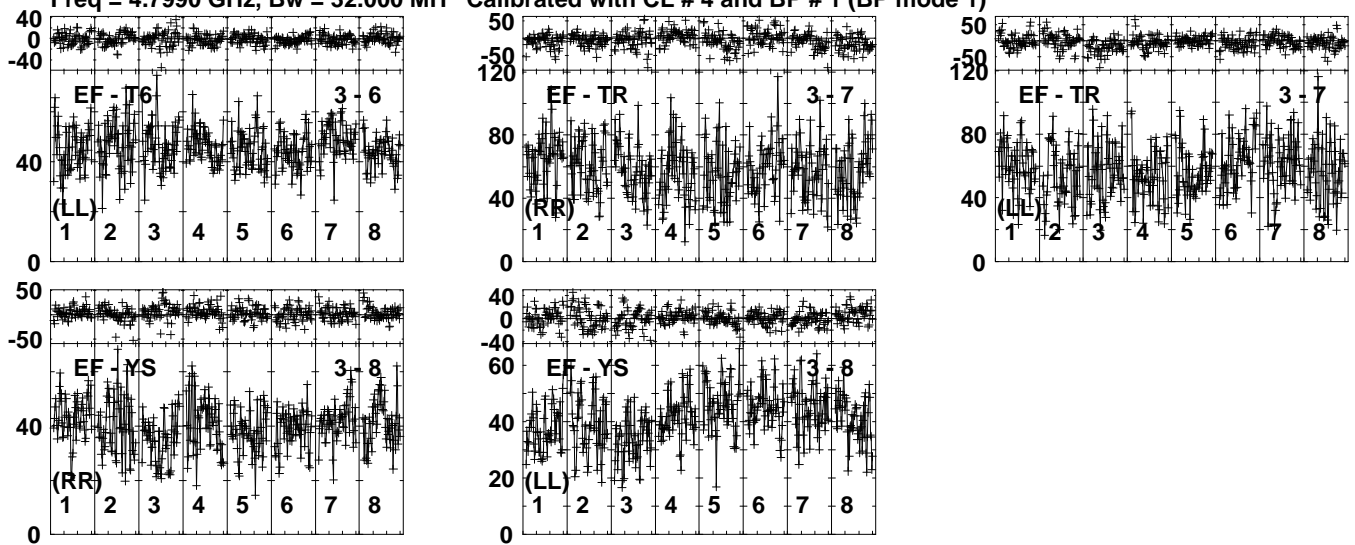 Freq = 4.7990 GHz, Bw = 32.000 MH Calibrated with CL # 4 and BP # 1 (BP mode 1)
40
0
-40
EF - T6 3 - 6
40
(LL)
1 2 3 4 5 6 7 8
0
50
-50
120
EF - TR 3 - 7
80
40
(RR)
1 2 3 4 5 6 7 8
0
50
-50
120
EF - TR 3 - 7
80
40
(LL)
1 2 3 4 5 6 7 8
0
50
0
-50
EF - YS 3 - 8
40
(RR)
1 2 3 4 5 6 7 8
0
40
0
-40
60
EF - YS 3 - 8
40
20
(LL)
1 2 3 4 5 6 7 8
0